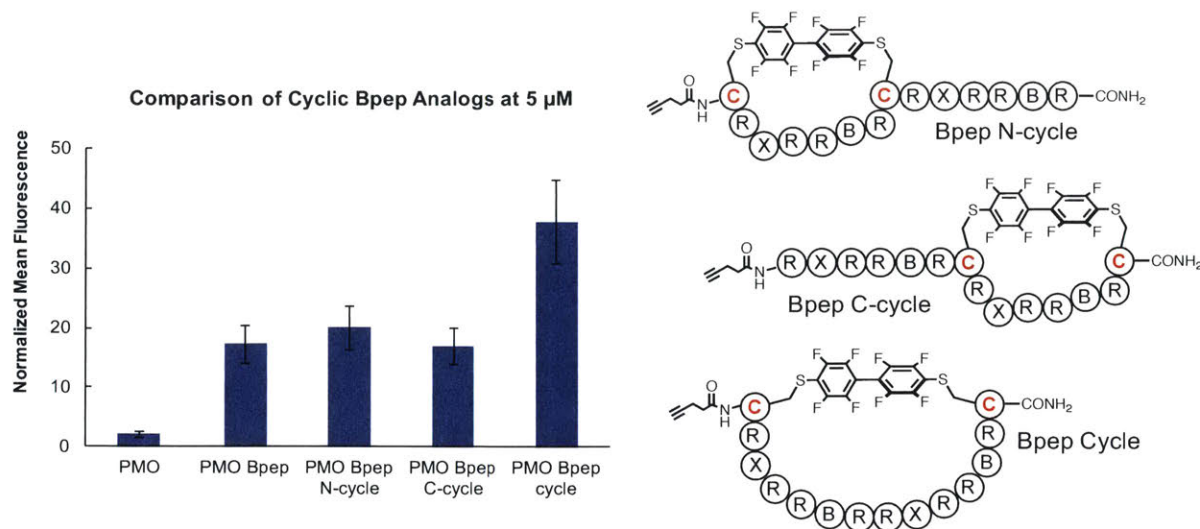 Comparison of Cyclic Bpep Analogs at 5 µM
Normalized Mean Fluorescence
50
40
30
20
10
0
PMO
PMO Bpep
PMO Bpep
N-cycle
PMO Bpep
C-cycle
PMO Bpep
cycle
F F F F
S S
F F F F
O
N
H
C R X R R B R C R X R R B R CONH₂
Bpep N-cycle
F F F F
S S
F F F F
O
N
H
R X R R B R C R X R R B R C CONH₂
Bpep C-cycle
F F F F
S S
F F F F
O
N
H
C R X R R B R R X R R B R C CONH₂
Bpep Cycle